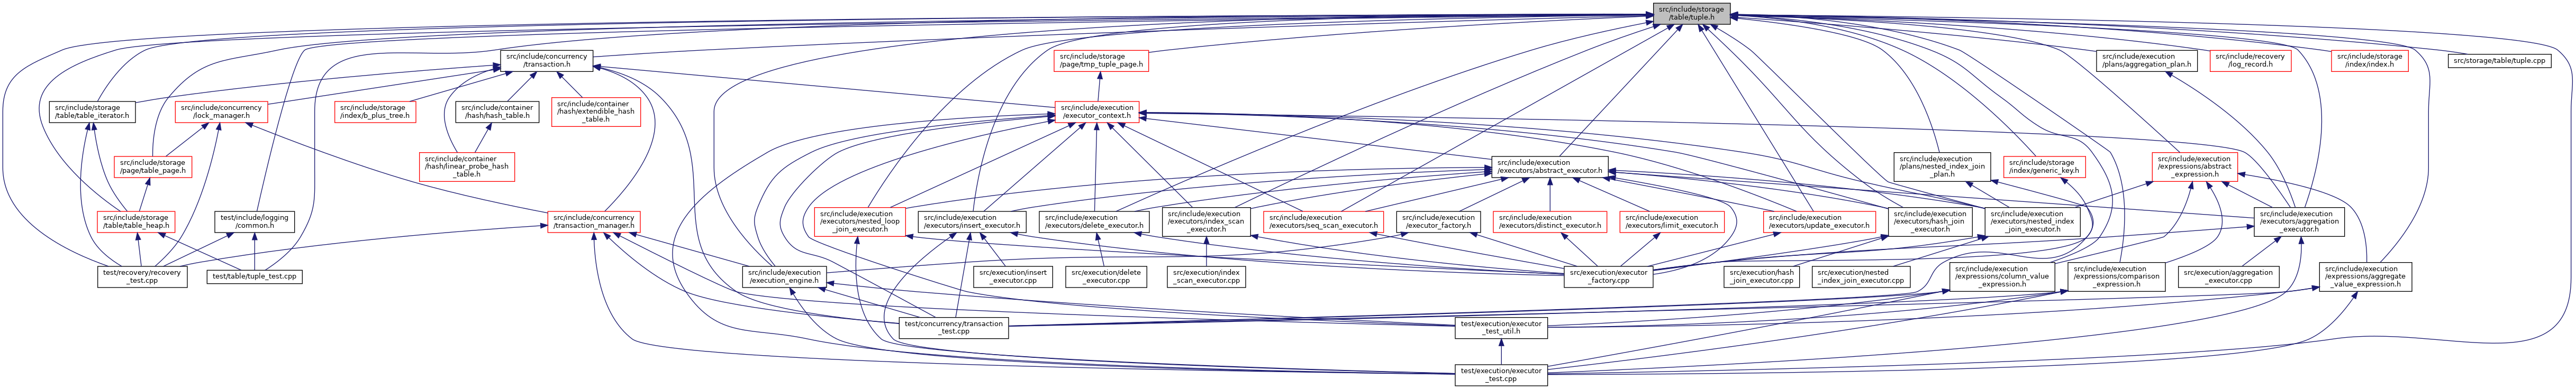 src/include/storage
/table/tuple.h
src/include/concurrency
/transaction.h
src/include/storage
/page/tmp_tuple_page.h
src/include/execution
/plans/aggregation_plan.h
src/include/recovery
/log_record.h
src/include/storage
/index/index.h
src/storage/table/tuple.cpp
src/include/storage
/table/table_iterator.h
src/include/concurrency
/lock_manager.h
src/include/storage
/index/b_plus_tree.h
src/include/container
/hash/hash_table.h
src/include/container
/hash/extendible_hash
_table.h
src/include/execution
/executor_context.h
src/include/storage
/page/table_page.h
src/include/container
/hash/linear_probe_hash
_table.h
src/include/execution
/executors/abstract_executor.h
src/include/execution
/plans/nested_index_join
_plan.h
src/include/storage
/index/generic_key.h
src/include/execution
/expressions/abstract
_expression.h
src/include/storage
/table/table_heap.h
test/include/logging
/common.h
src/include/concurrency
/transaction_manager.h
src/include/execution
/executors/nested_loop
_join_executor.h
src/include/execution
/executors/insert_executor.h
src/include/execution
/executors/delete_executor.h
src/include/execution
/executors/index_scan
_executor.h
src/include/execution
/executors/seq_scan_executor.h
src/include/execution
/executor_factory.h
src/include/execution
/executors/distinct_executor.h
src/include/execution
/executors/limit_executor.h
src/include/execution
/executors/update_executor.h
src/include/execution
/executors/hash_join
_executor.h
src/include/execution
/executors/nested_index
_join_executor.h
src/include/execution
/executors/aggregation
_executor.h
test/recovery/recovery
_test.cpp
test/table/tuple_test.cpp
src/include/execution
/execution_engine.h
src/execution/insert
_executor.cpp
src/execution/delete
_executor.cpp
src/execution/index
_scan_executor.cpp
src/execution/executor
_factory.cpp
src/execution/hash
_join_executor.cpp
src/execution/nested
_index_join_executor.cpp
src/include/execution
/expressions/column_value
_expression.h
src/include/execution
/expressions/comparison
_expression.h
src/execution/aggregation
_executor.cpp
src/include/execution
/expressions/aggregate
_value_expression.h
test/concurrency/transaction
_test.cpp
test/execution/executor
_test_util.h
test/execution/executor
_test.cpp